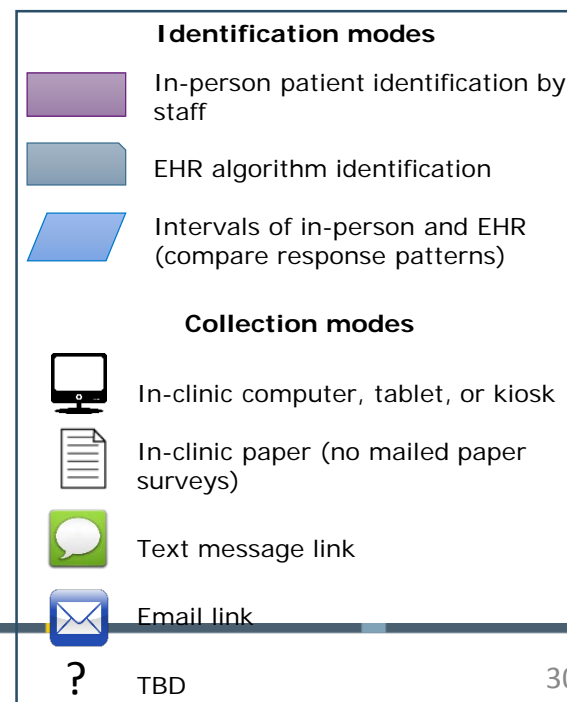 Identification modes
In-person patient identification by
staff
EHR algorithm identification
Intervals of in-person and EHR
(compare response patterns)
Collection modes
In-clinic computer, tablet, or kiosk
In-clinic paper (no mailed paper
surveys)
Text message link
Email link
? TBD
30